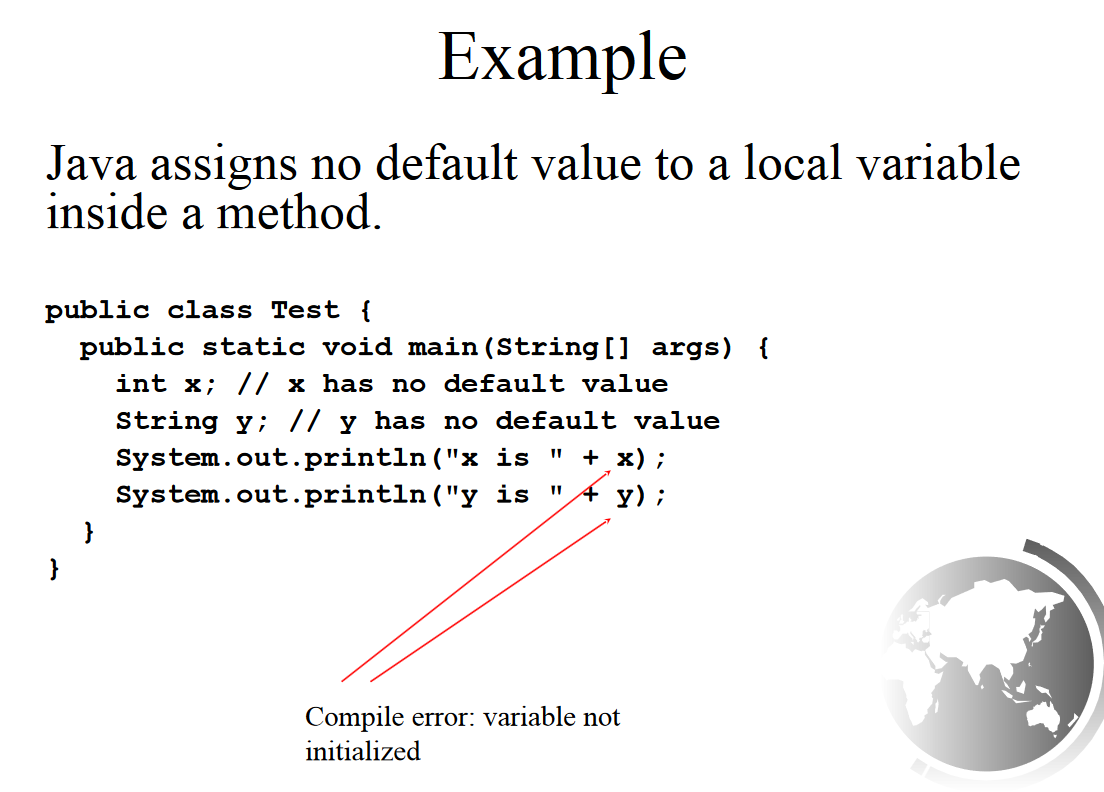 Example
Java assigns no default value to a local variable
inside a method.
public class Test {
  public static void main(String[] args) {
    int x; // x has no default value
    String y; // y has no default value
    System.out.println("x is " + x);
    System.out.println("y is " + y);
  }
}
Compile error: variable not
initialized